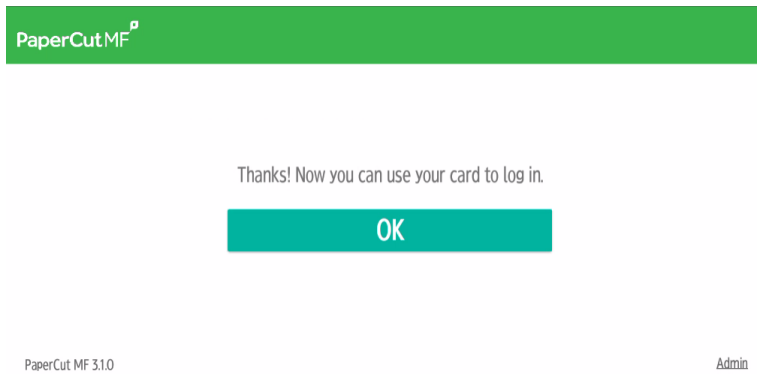 PaperCut MF
Thanks! Now you can use your card to log in.
OK
PaperCut MF 3.1.0
Admin